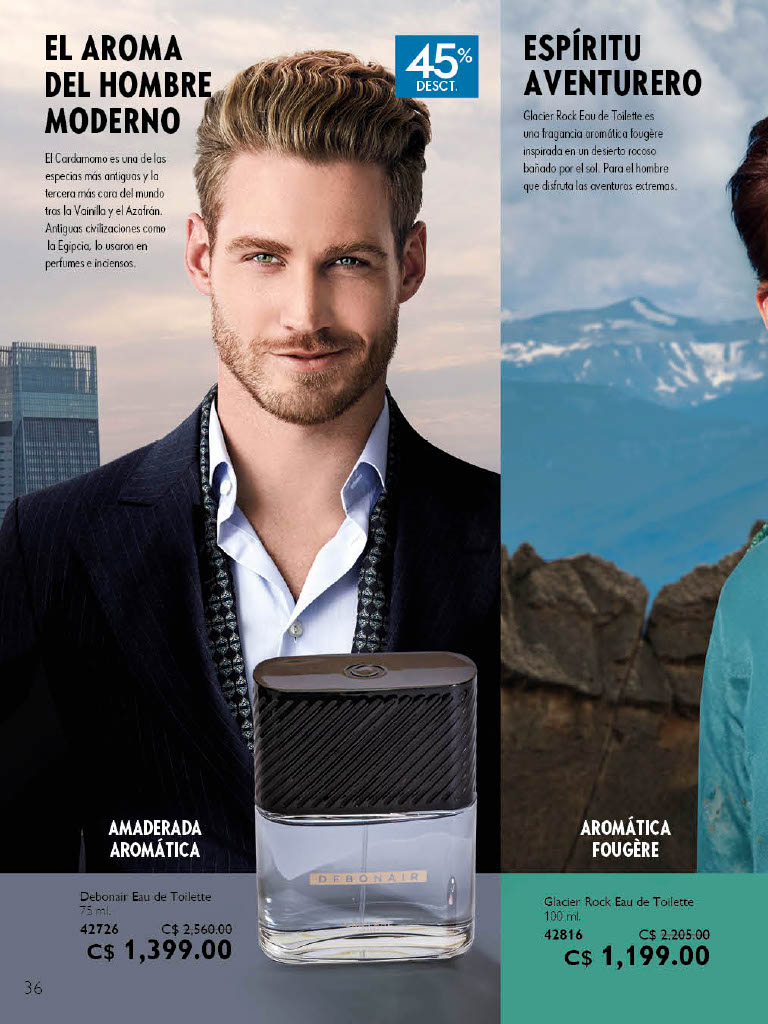 EL AROMA
DEL HOMBRE
MODERNO
El Cardamomo es una de las
especias más antiguas y la
tercera más cara del mundo
tras la Vainilla y el Azafrán.
Antiguas civilizaciones como
la Egipcia, lo usaron en
perfumes e inciensos.
45%
DESCT.
AMADERADA
AROMÁTICA
DEBONAIR
Debonair Eau de Toilette
75 ml.
42726 C$ 2,560.00
C$ 1,399.00
36
ESPÍRITU
AVENTURERO
Glacier Rock Eau de Toilette es
una fragancia aromática fougère
inspirada en un desierto rocoso
bañado por el sol. Para el hombre
que disfruta las aventuras extremas.
AROMÁTICA
FOUGÈRE
Glacier Rock Eau de Toilette
100 ml.
42816 C$ 2,205.00
C$ 1,199.00